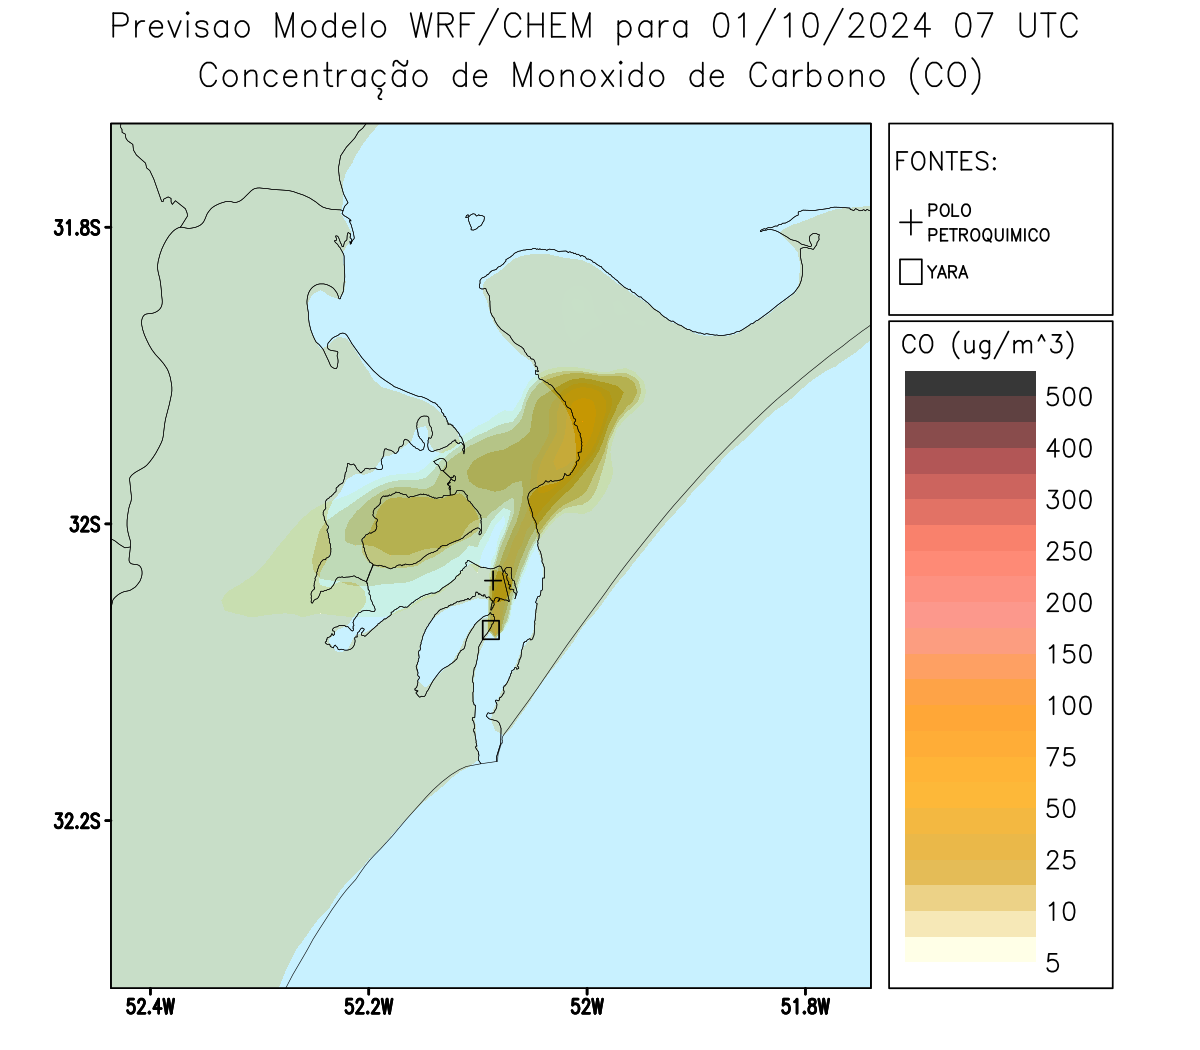 Previsao Modelo WRF/CHEM para 01/10/2024 07 UTC
Concentração de Monoxido de Carbono (CO)
FONTES:
POLO
PETROQUIMICO
YARA
CO (ug/m^3)
500
400
300
250
200
150
100
75
50
25
10
5
31.8S
32S
32.2S
52.4W
52.2W
52W
51.8W